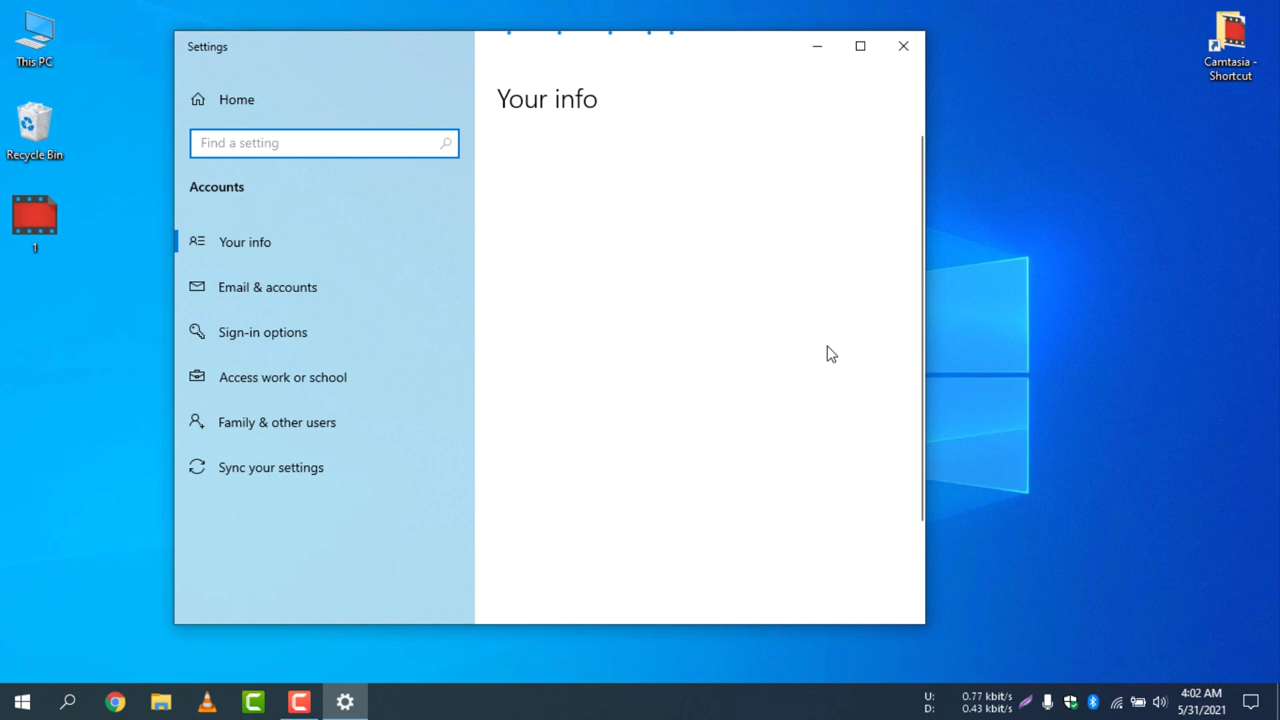 This PC
Recycle Bin
1
Camtasia -
Shortcut
Settings
Home
Find a setting
Accounts
Your info
Email & accounts
Sign-in options
Access work or school
Family & other users
Sync your settings
Your info
U: 0.77 kbit/s
D: 0.43 kbit/s
4:02 AM
5/31/2021